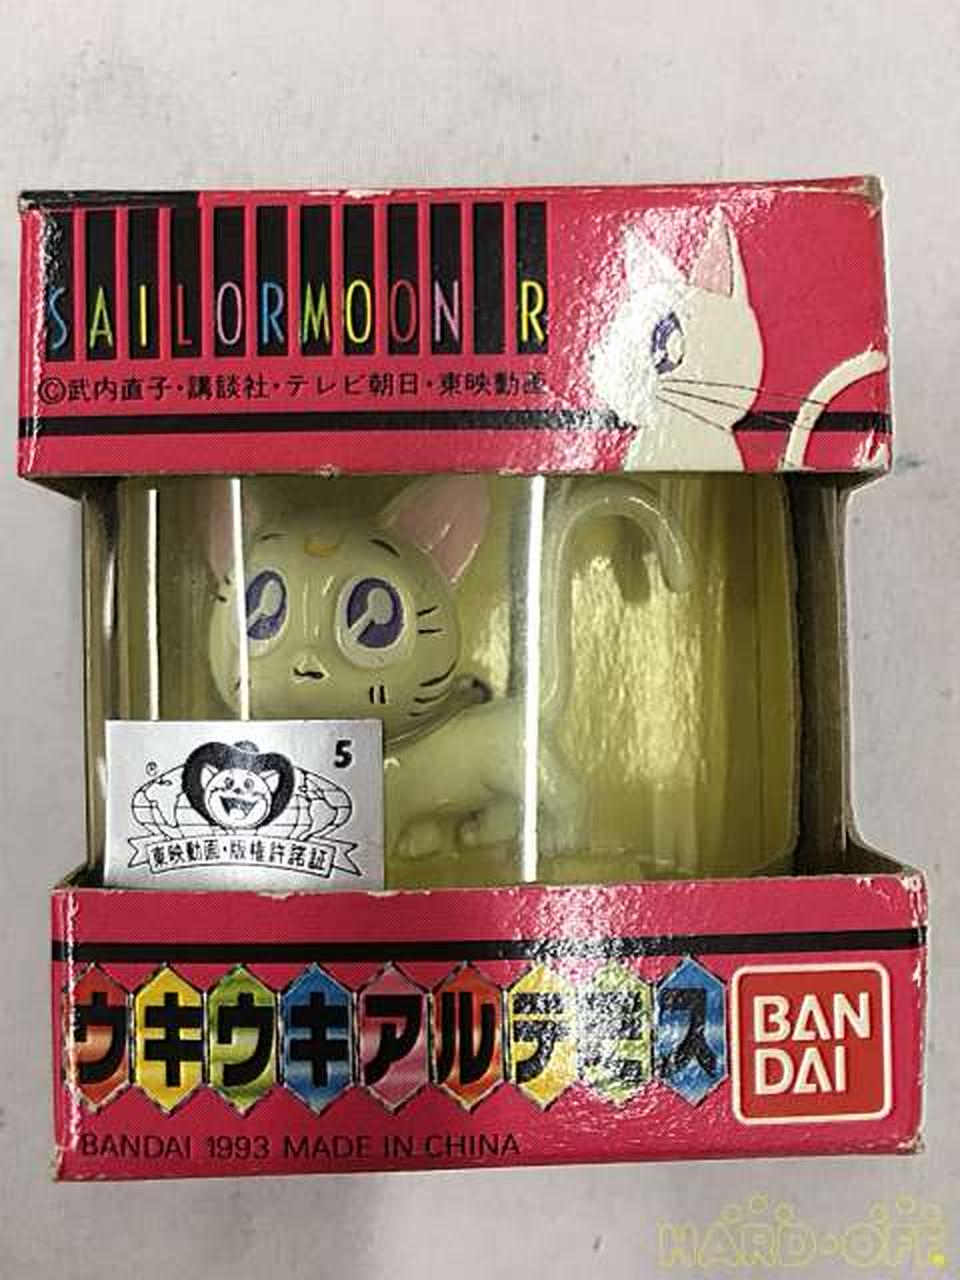 SAILORMOON R
©武内直子・講談社・テレビ朝日・東映動画
5
®
東映動画・版権許諾証
ウキウキアルテミス
BAN
DAI
BANDAI 1993 MADE IN CHINA
HARD・OFF